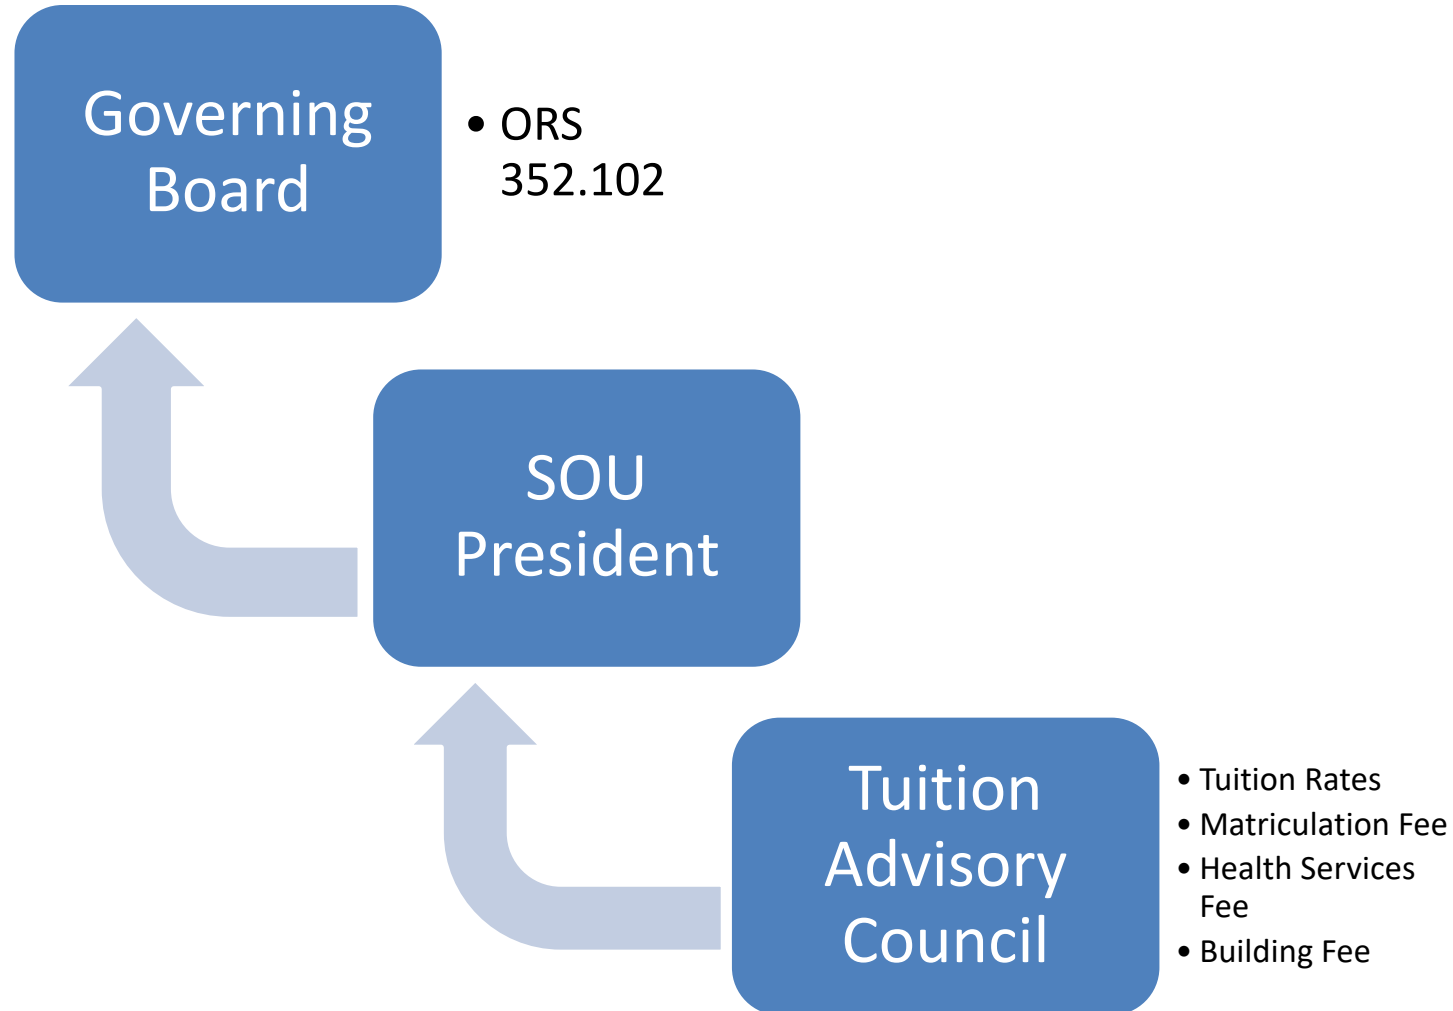 Governing
Board
• ORS
352.102
SOU
President
Tuition
Advisory
Council
• Tuition Rates
• Matriculation Fee
• Health Services
Fee
• Building Fee